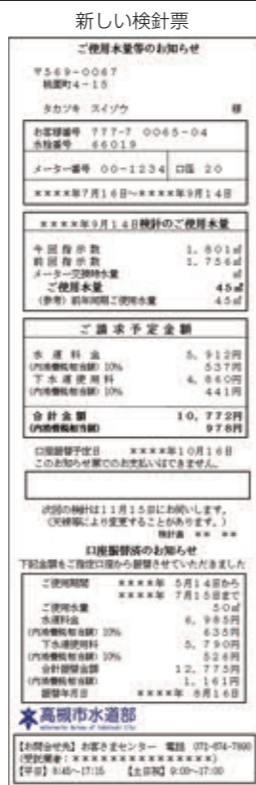 新しい検針票
ご使用水量等のお知らせ
〒569-0067
桃園町4-15
タカツキ スイゾウ 様
お客様番号 777-7 0065-04
水栓番号 66019
メーター番号 00-1234 口径 20
****年7月16日~****年9月14日
****年9月14日検針のご使用水量
今回指示数 1,801㎥
前回指示数 1,756㎥
メーター交換時水量 ㎥
ご使用水量 45㎥
(参考)前年同期ご使用水量 45㎥
ご請求予定金額
水道料金 5,912円
(内消費税相当額)10% 537円
下水道使用料 4,860円
(内消費税相当額)10% 441円
合計金額 10,772円
(内消費税相当額) 978円
口座振替予定日 ****年10月16日
このお知らせ票でのお支払いはできません。
次回の検針は11月15日にお伺いします。
(天候等により変更することがあります。)
検針員 ** **
口座振替済のお知らせ
下記金額をご指定口座から振替させていただきました
ご使用期間 ****年 5月14日から
****年 7月15日まで
ご使用水量 50㎥
水道料金 6,985円
(内消費税相当額)10% 635円
下水道使用料 5,790円
(内消費税相当額)10% 526円
合計振替金額 12,775円
(内消費税相当額) 1,161円
振替年月日 ****年 8月16日
高槻市水道部
【お問合せ先】お客さまセンター 電話 072-674-7890
【平日】8:45~17:15 【土日祝】9:00~17:00